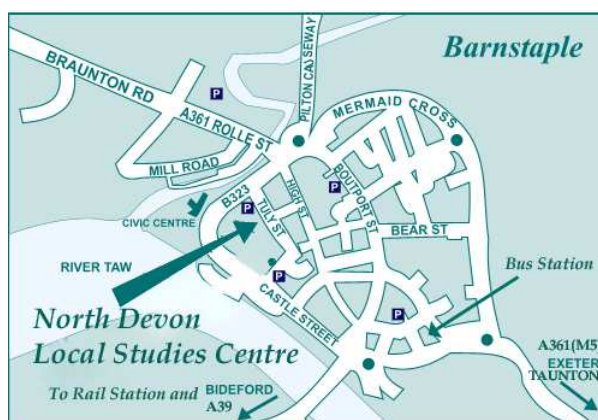 Barnstaple
BRAUNTON RD
PILTON CAUSEWAY
P
A361 ROLLE ST
MERMAID CROSS
MILL ROAD
B323
HIGH ST
P
BOUTPORT ST
P
TULY ST
CIVIC CENTRE
BEAR ST
RIVER TAW
P
Bus Station
CASTLE STREET
P
North Devon
Local Studies Centre
A361(M5
EXETER
TAUNTON
To Rail Station and BIDEFORD
A39